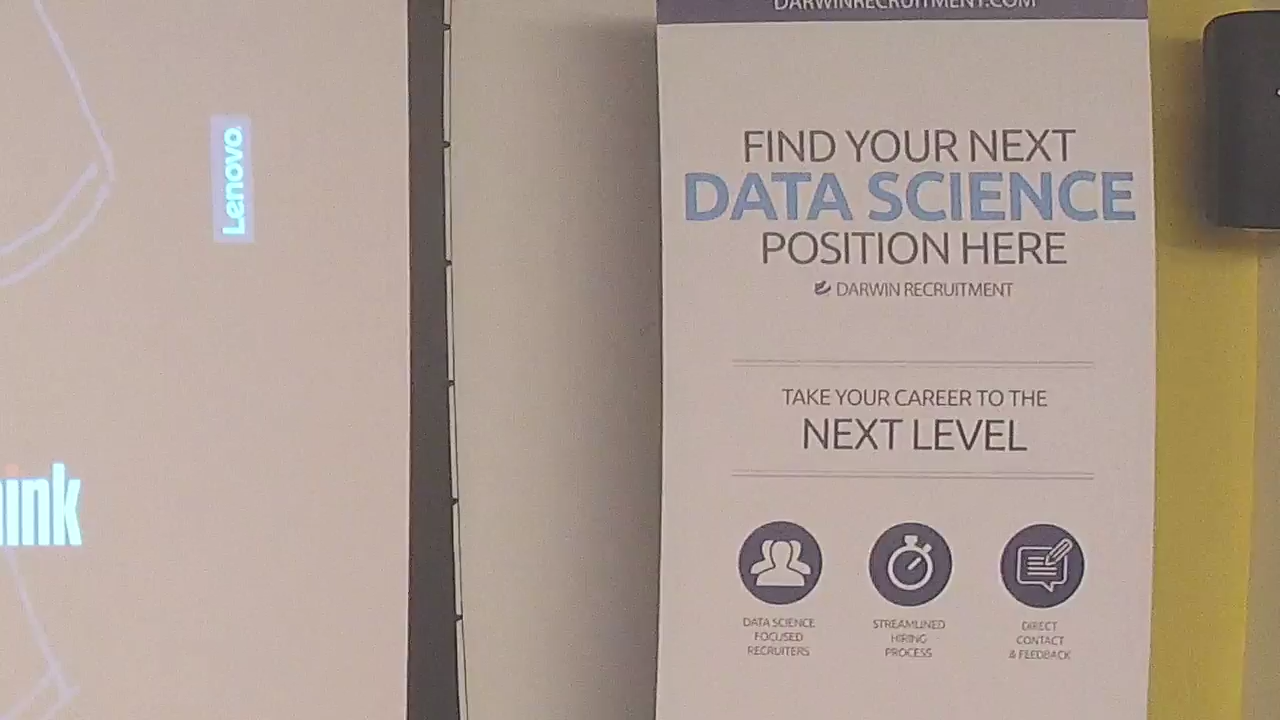 Lenovo.
DARWINRECRUITMENT.COM
FIND YOUR NEXT
DATA SCIENCE
POSITION HERE
DARWIN RECRUITMENT
TAKE YOUR CAREER TO THE
NEXT LEVEL
DATA SCIENCE
FOCUSED
RECRUITERS
STREAMLINED
HIRING
PROCESS
DIRECT
CONTACT
& FEEDBACK